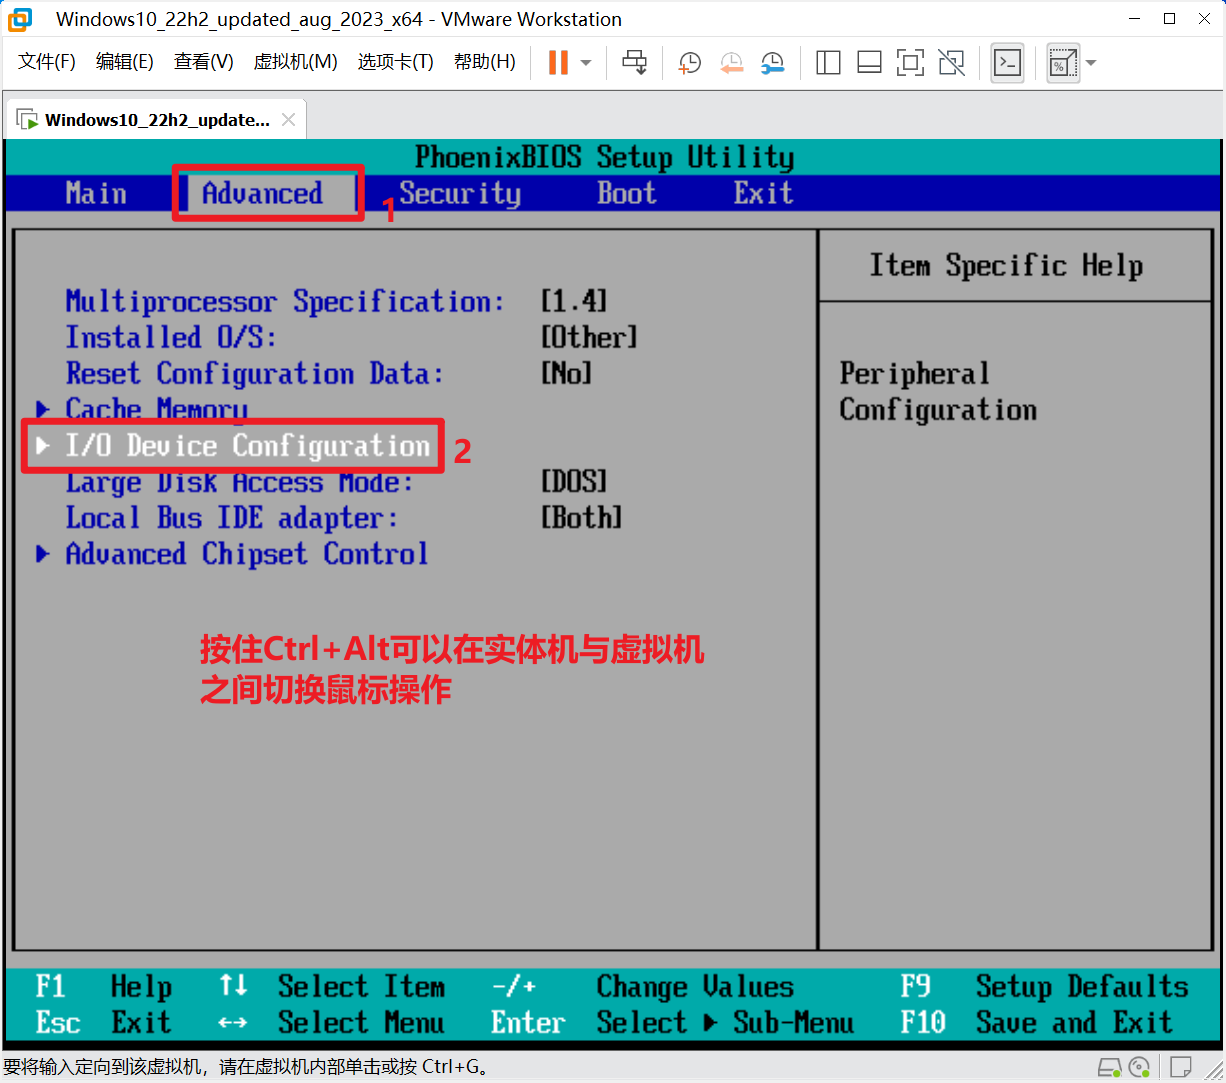 Windows10_22h2_updated_aug_2023_x64 - VMware Workstation
文件(F) 编辑(E) 查看(V) 虚拟机(M) 选项卡(T) 帮助(H)
Windows10_22h2_update...
PhoenixBIOS Setup Utility
Main Advanced 1 Security Boot Exit
Item Specific Help
Multiprocessor Specification: [1.4]
Installed O/S: [Other]
Reset Configuration Data: [No]
Peripheral
Cache Memory
Configuration
I/O Device Configuration 2
Large Disk Access Mode: [DOS]
Local Bus IDE adapter: [Both]
Advanced Chipset Control
按住Ctrl+Alt可以在实体机与虚拟机
之间切换鼠标操作
F1 Help ↑↓ Select Item -/+ Change Values F9 Setup Defaults
Esc Exit ↔ Select Menu Enter Select ▶ Sub-Menu F10 Save and Exit
要将输入定向到该虚拟机，请在虚拟机内部单击或按 Ctrl+G。